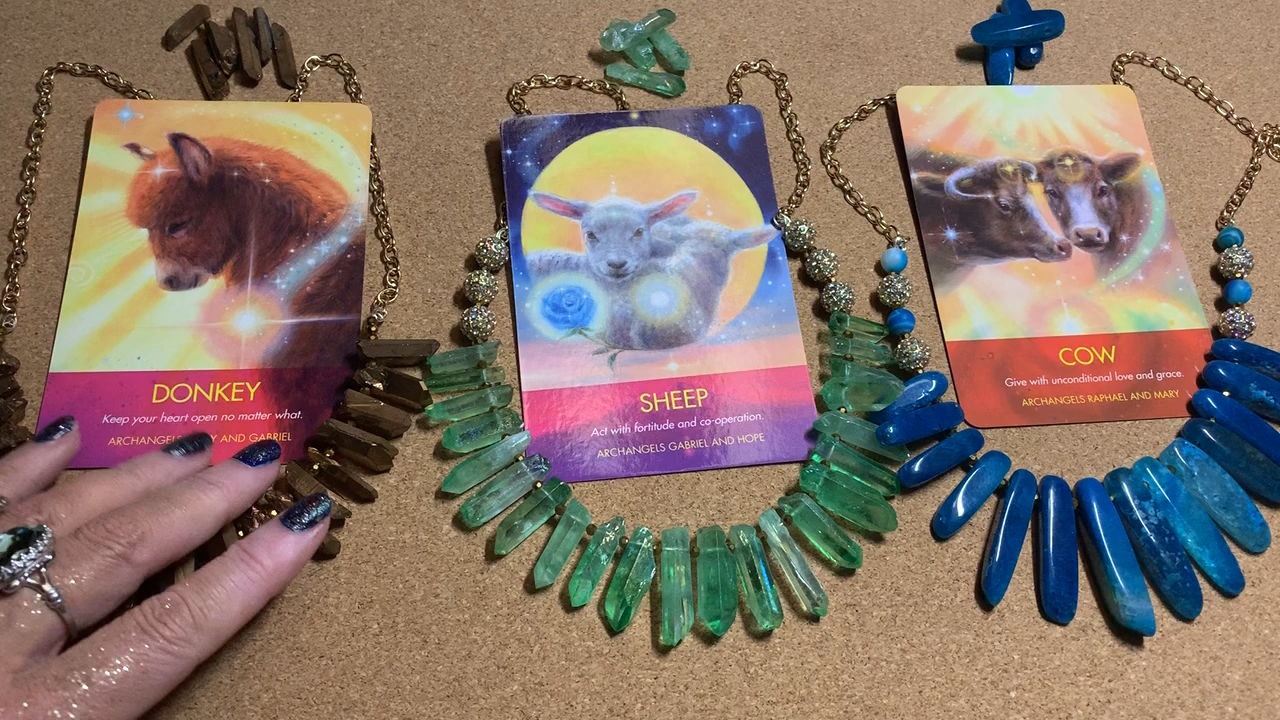 DONKEY
Keep your heart open no matter what.
ARCHANGELS AND GABRIEL
SHEEP
Act with fortitude and co-operation.
ARCHANGELS GABRIEL AND HOPE
COW
Give with unconditional love and grace.
ARCHANGELS RAPHAEL AND MARY